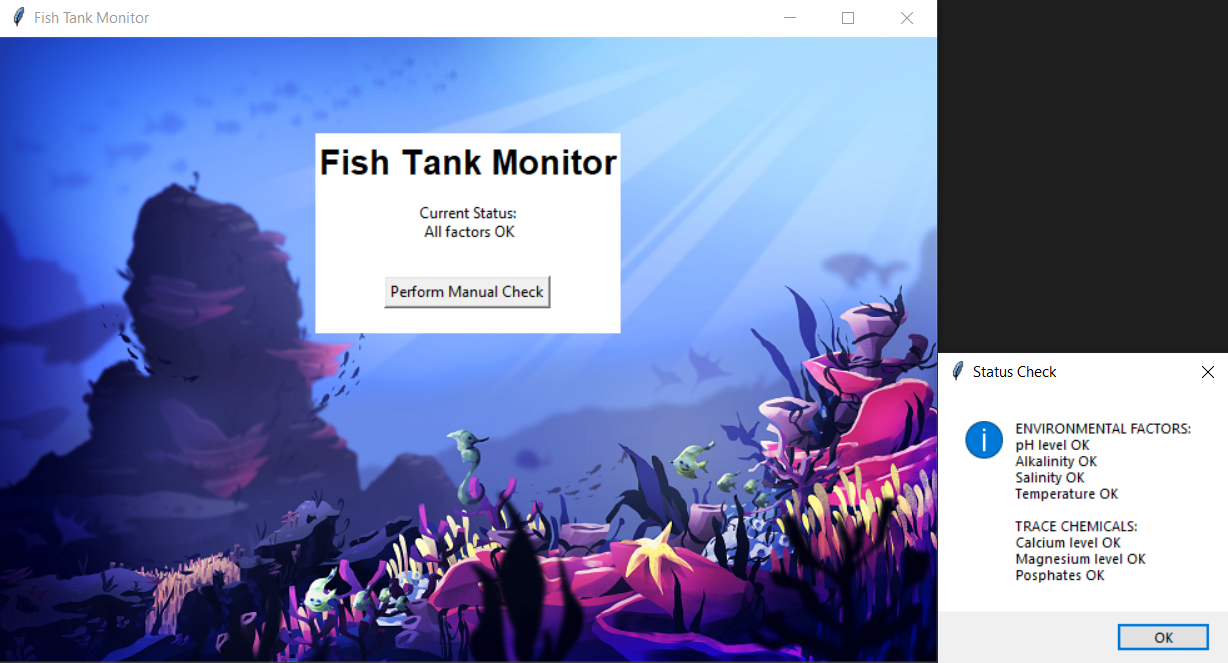 Fish Tank Monitor
Fish Tank Monitor
Current Status:
All factors OK
Perform Manual Check
Status Check
ENVIRONMENTAL FACTORS:
pH level OK
Alkalinity OK
Salinity OK
Temperature OK
TRACE CHEMICALS:
Calcium level OK
Magnesium level OK
Posphates OK
OK